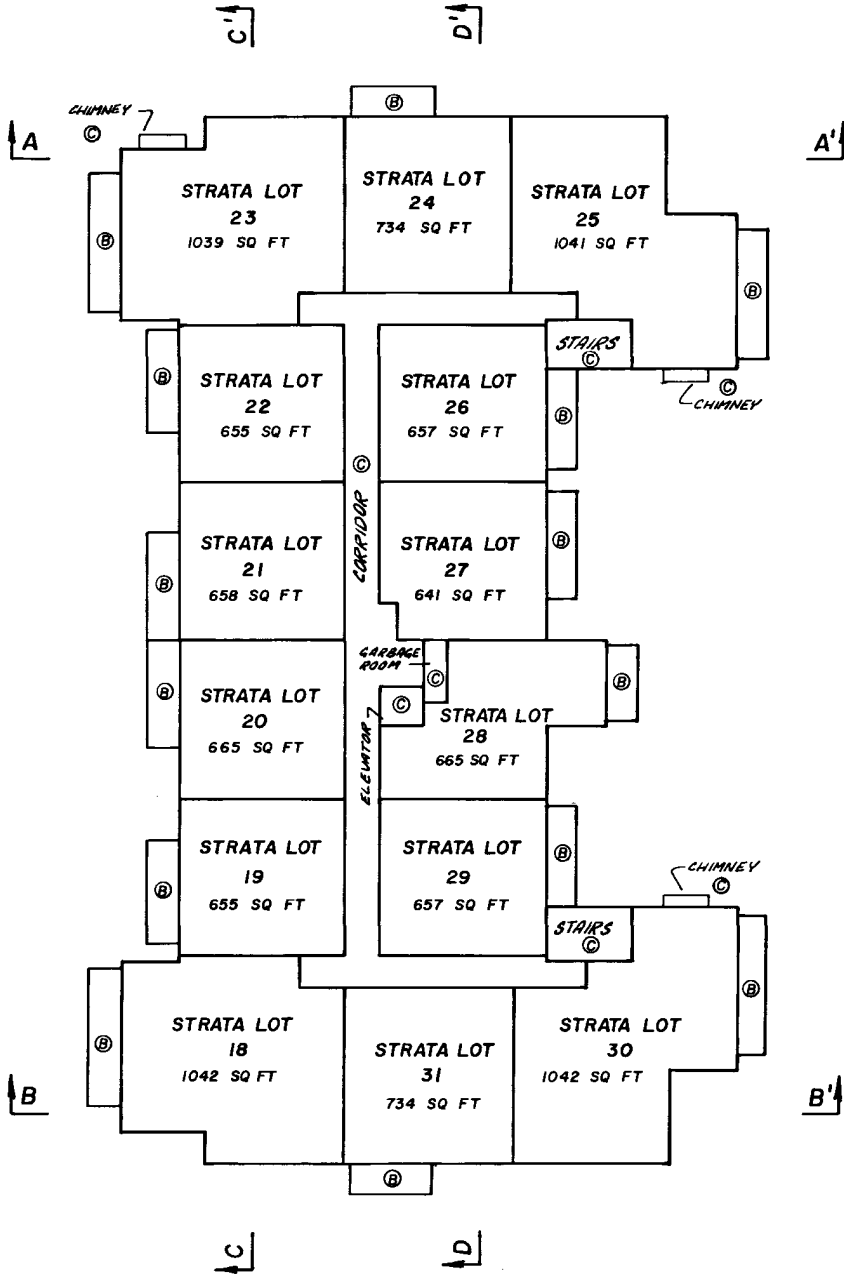 C'
D'
B
CHIMNEY
C
A
A'
STRATA LOT
23
1039 SQ FT
STRATA LOT
24
734 SQ FT
STRATA LOT
25
1041 SQ FT
B
B
STAIRS
C
C
CHIMNEY
B
STRATA LOT
22
655 SQ FT
STRATA LOT
26
657 SQ FT
B
C
CORRIDOR
B
STRATA LOT
21
658 SQ FT
STRATA LOT
27
641 SQ FT
B
GARBAGE
ROOM
C
C
ELEVATOR
B
STRATA LOT
20
665 SQ FT
STRATA LOT
28
665 SQ FT
B
B
STRATA LOT
19
655 SQ FT
STRATA LOT
29
657 SQ FT
B
CHIMNEY
C
STAIRS
C
B
STRATA LOT
18
1042 SQ FT
STRATA LOT
31
734 SQ FT
STRATA LOT
30
1042 SQ FT
B
B
B'
B
C
D